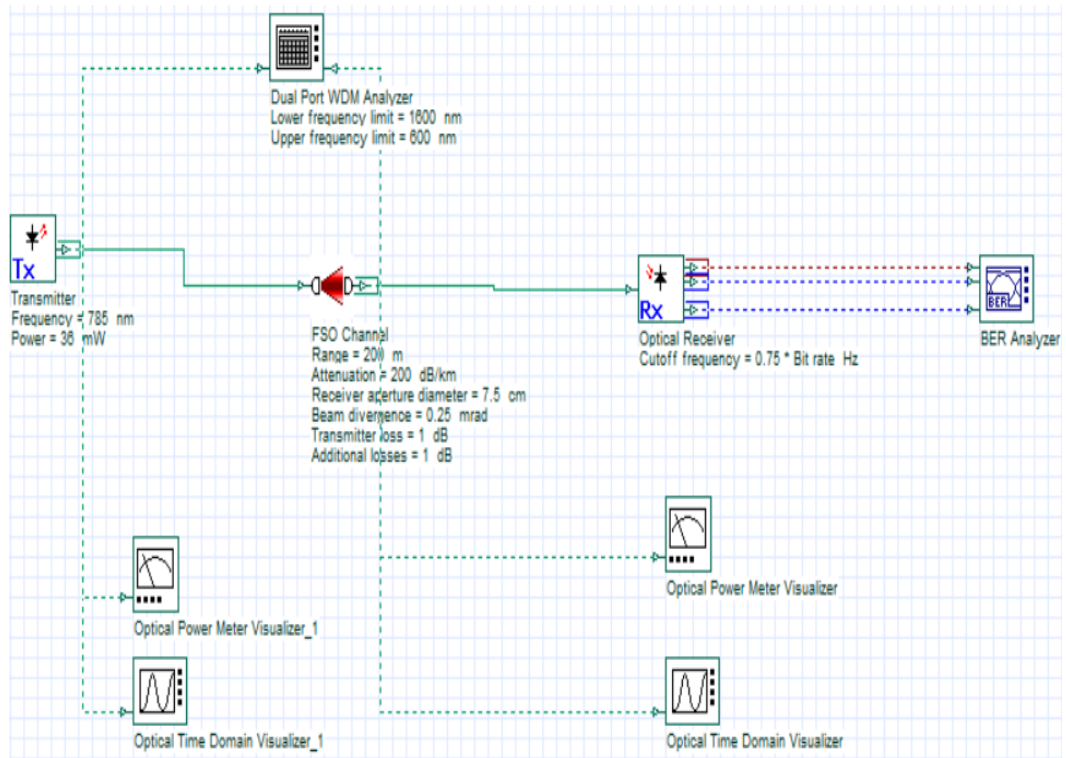 Dual Port WDM Analyzer
Lower frequency limit = 1600 nm
Upper frequency limit = 600 nm
Tx
Transmitter
Frequency = 785 nm
Power = 36 mW
FSO Channel
Range = 200 m
Attenuation = 200 dB/km
Receiver aperture diameter = 7.5 cm
Beam divergence = 0.25 mrad
Transmitter loss = 1 dB
Additional losses = 1 dB
Rx
Optical Receiver
Cutoff frequency = 0.75 * Bit rate Hz
BER
BER Analyzer
Optical Power Meter Visualizer_1
Optical Power Meter Visualizer
Optical Time Domain Visualizer_1
Optical Time Domain Visualizer